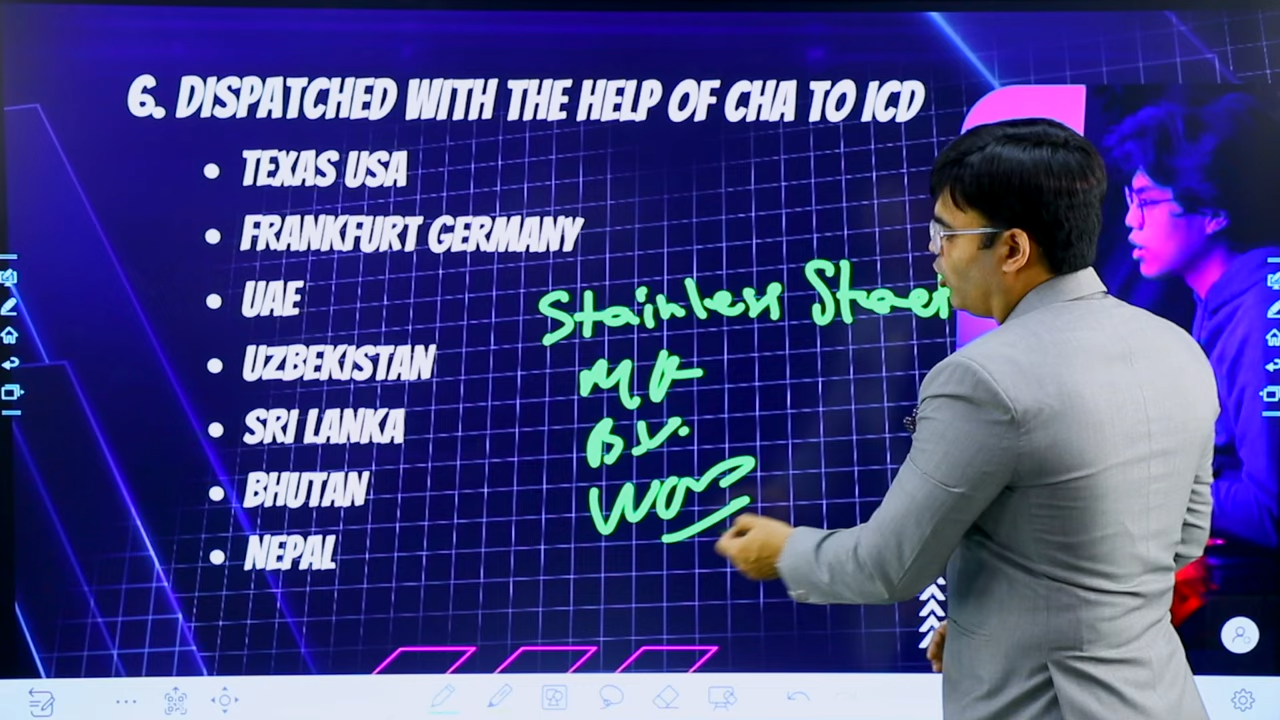 6. DISPATCHED WITH THE HELP OF CHA TO ICD
• TEXAS USA
• FRANKFURT GERMANY
• UAE
• UZBEKISTAN
• SRI LANKA
• BHUTAN
• NEPAL
Stainless